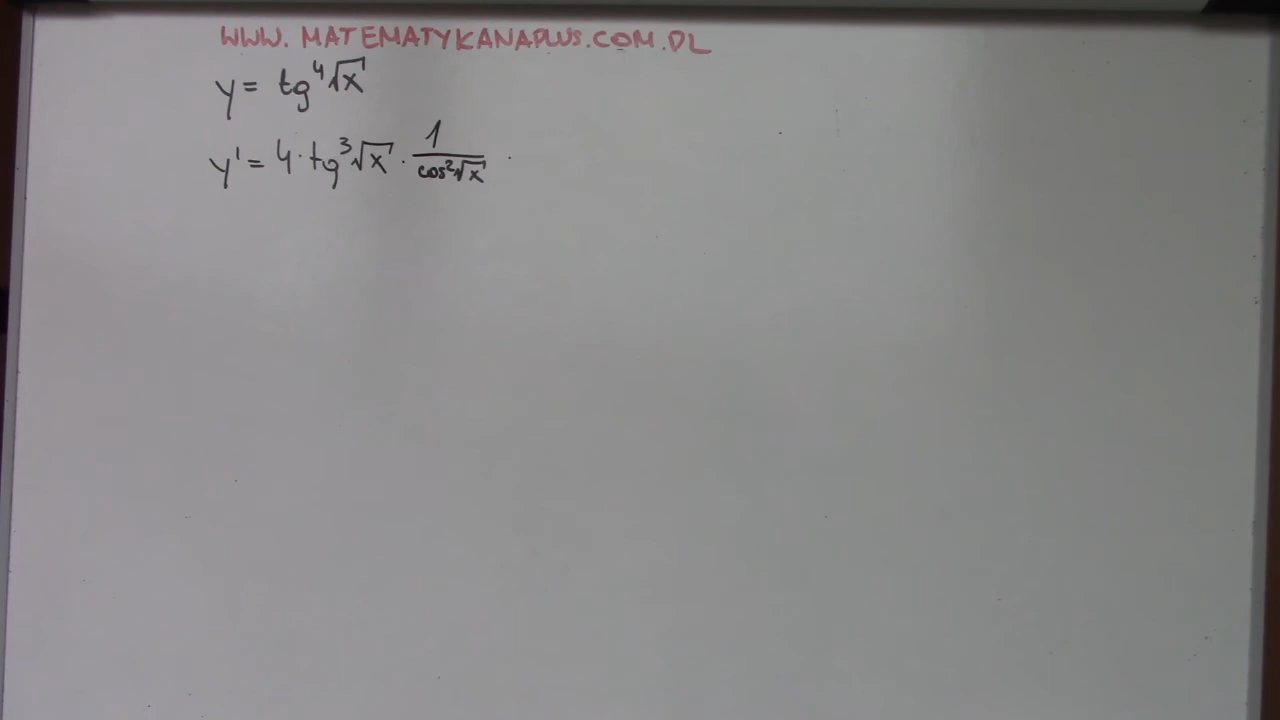 WWW.MATEMATYKANAPLUS.COM.PL
y = tg⁴√x
y' = 4 · tg³√x · 1/cos²√x ·